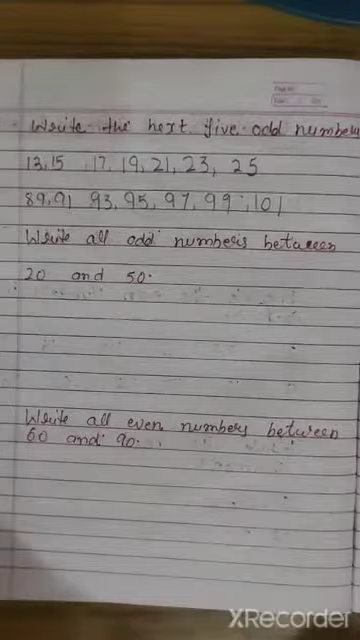 Write the next five odd numbers
13, 15 17, 19, 21, 23, 25
89, 91 93, 95, 97, 99, 101
Write all odd numbers between
20 and 50.
Write all even numbers between
60 and 90.
XRecorder